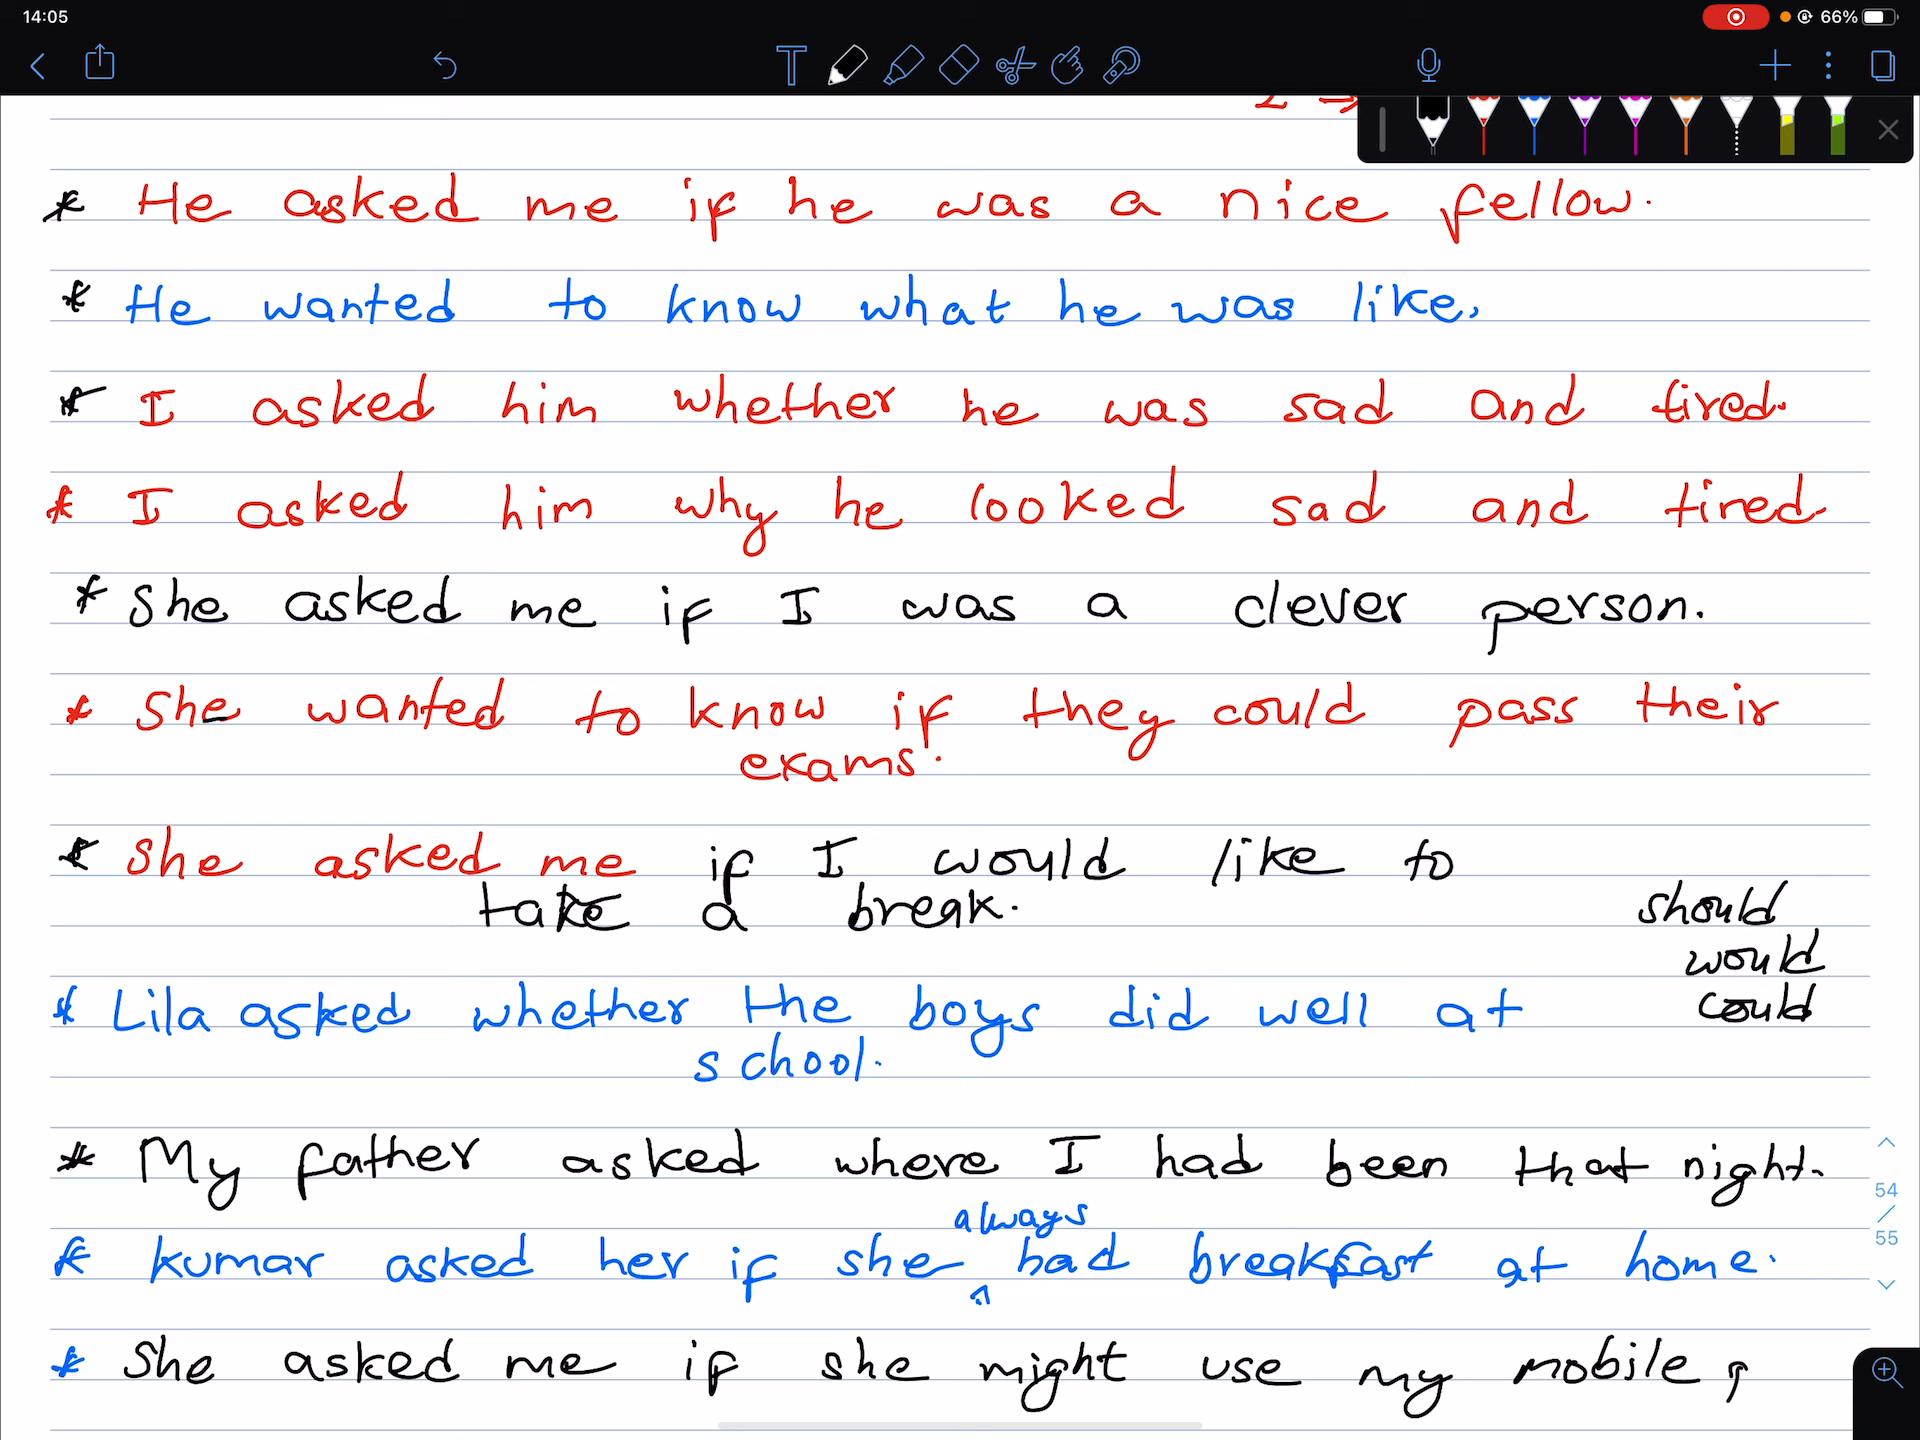 14:05
66%
* He asked me if he was a nice fellow.
* He wanted to know what he was like.
* I asked him whether he was sad and tired.
* I asked him why he looked sad and tired.
* She asked me if I was a clever person.
* She wanted to know if they could pass their
exams.
* She asked me if I would like to
take a break.
should
would
could
* Lila asked whether the boys did well at
school.
* My father asked where I had been that night.
always
* kumar asked her if she ^ had breakfast at home.
* She asked me if she might use my mobile,
54
/
55